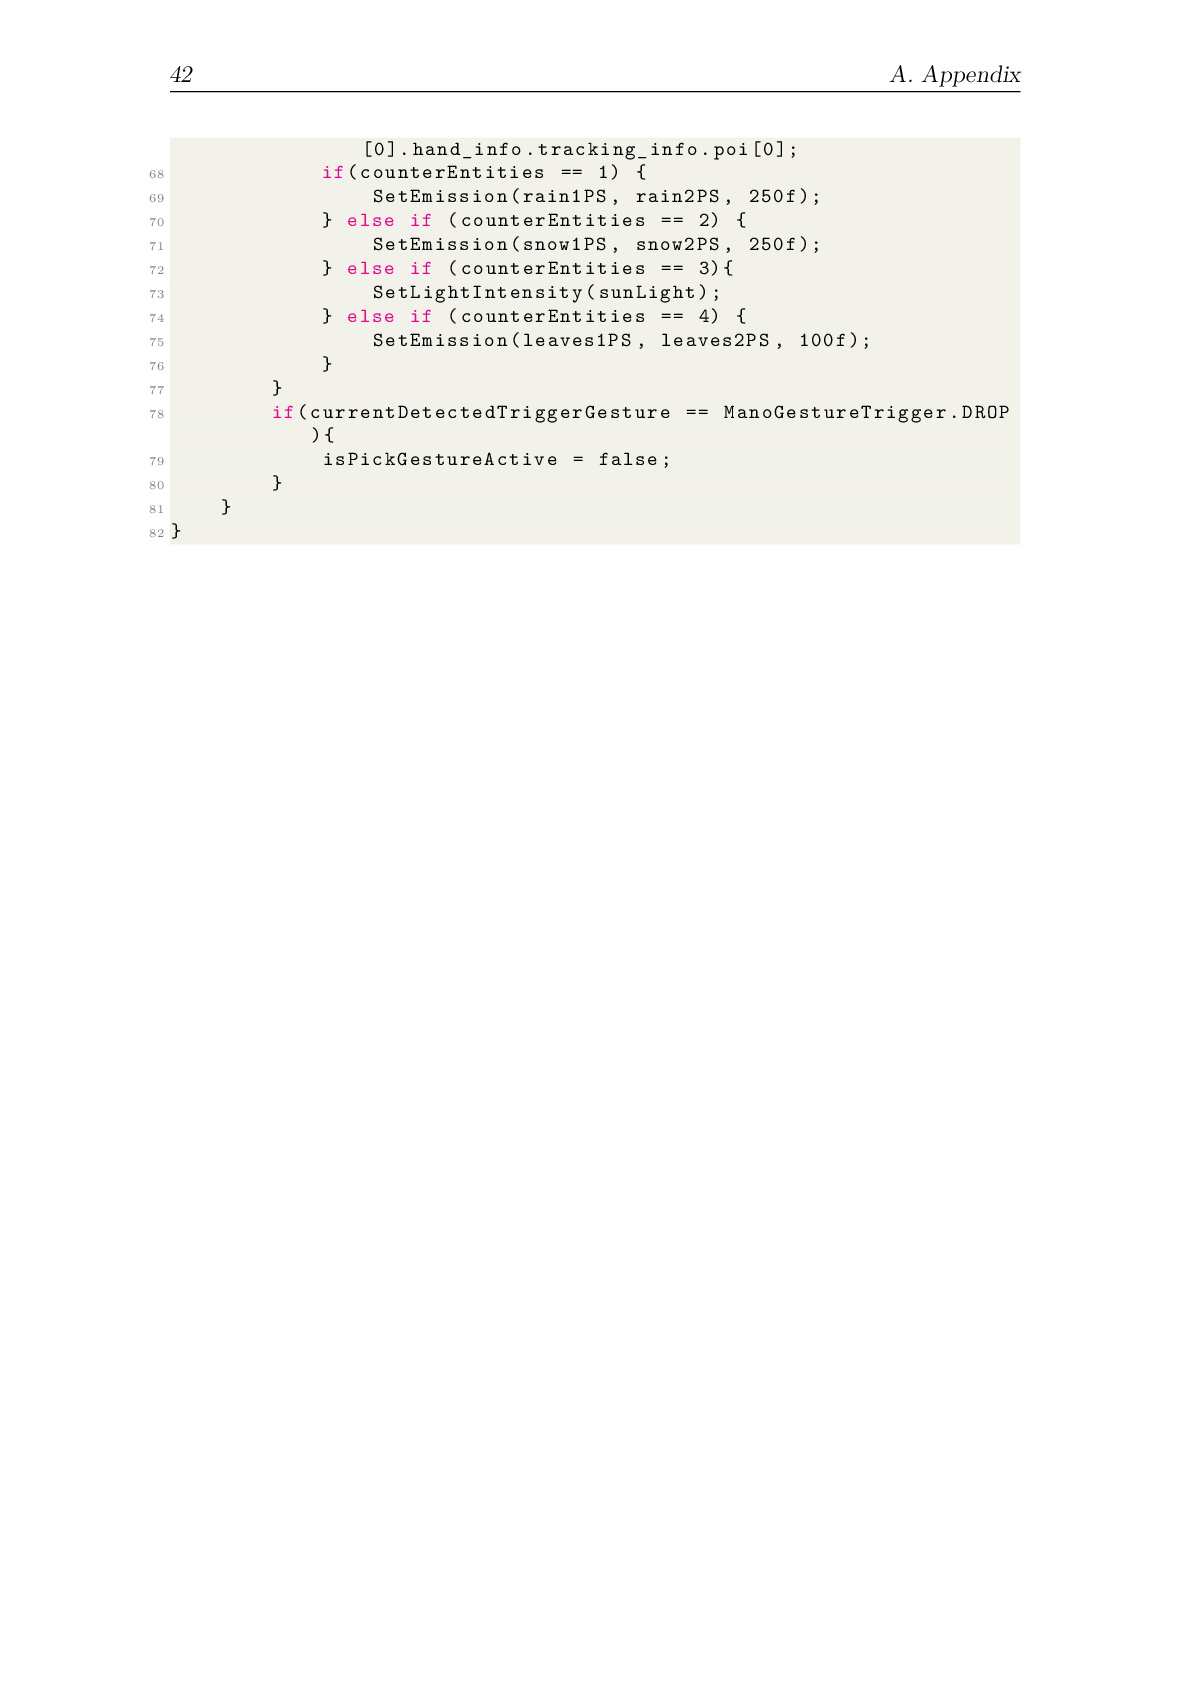 42 A. Appendix
[0].hand_info.tracking_info.poi[0];
68 if(counterEntities == 1) {
69 SetEmission(rain1PS, rain2PS, 250f);
70 } else if (counterEntities == 2) {
71 SetEmission(snow1PS, snow2PS, 250f);
72 } else if (counterEntities == 3){
73 SetLightIntensity(sunLight);
74 } else if (counterEntities == 4) {
75 SetEmission(leaves1PS, leaves2PS, 100f);
76 }
77 }
78 if(currentDetectedTriggerGesture == ManoGestureTrigger.DROP
){
79 isPickGestureActive = false;
80 }
81 }
82 }